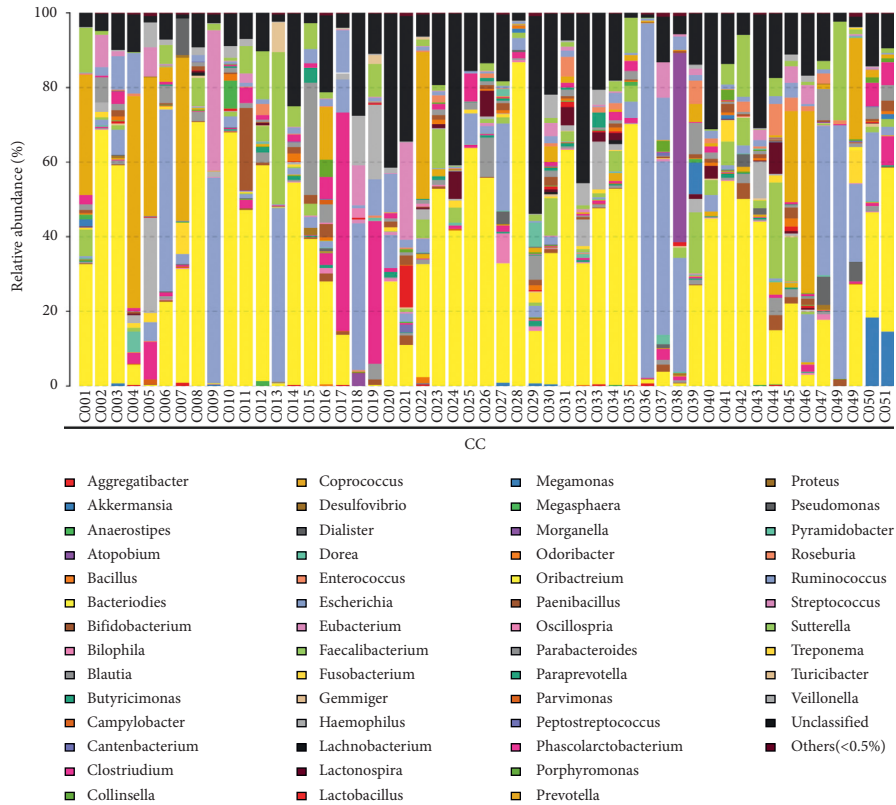 100
80
60
40
20
0
Relative abundance (%)
C001 C002 C003 C004 C005 C006 C007 C008 C009 C010 C011 C012 C013 C014 C015 C016 C017 C018 C019 C020 C021 C022 C023 C024 C025 C026 C027 C028 C029 C030 C031 C032 C033 C034 C035 C036 C037 C038 C039 C040 C041 C042 C043 C044 C045 C046 C047 C049 C049 C050 C051
CC
Aggregatibacter
Akkermansia
Anaerostipes
Atopobium
Bacillus
Bacteriodies
Bifidobacterium
Bilophila
Blautia
Butyricimonas
Campylobacter
Cantenbacterium
Clostriudium
Collinsella
Coprococcus
Desulfovibrio
Dialister
Dorea
Enterococcus
Escherichia
Eubacterium
Faecalibacterium
Fusobacterium
Gemmiger
Haemophilus
Lachnobacterium
Lactonospira
Lactobacillus
Megamonas
Megasphaera
Morganella
Odoribacter
Oribactreium
Paenibacillus
Oscillospria
Parabacteroides
Paraprevotella
Parvimonas
Peptostreptococcus
Phascolarctobacterium
Porphyromonas
Prevotella
Proteus
Pseudomonas
Pyramidobacter
Roseburia
Ruminococcus
Streptococcus
Sutterella
Treponema
Turicibacter
Veillonella
Unclassified
Others(<0.5%)